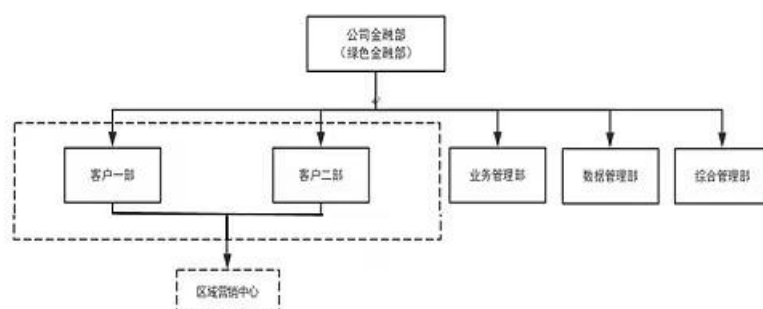 公司金融部
（绿色金融部）
客户一部
客户二部
业务管理部
数据管理部
综合管理部
区域营销中心